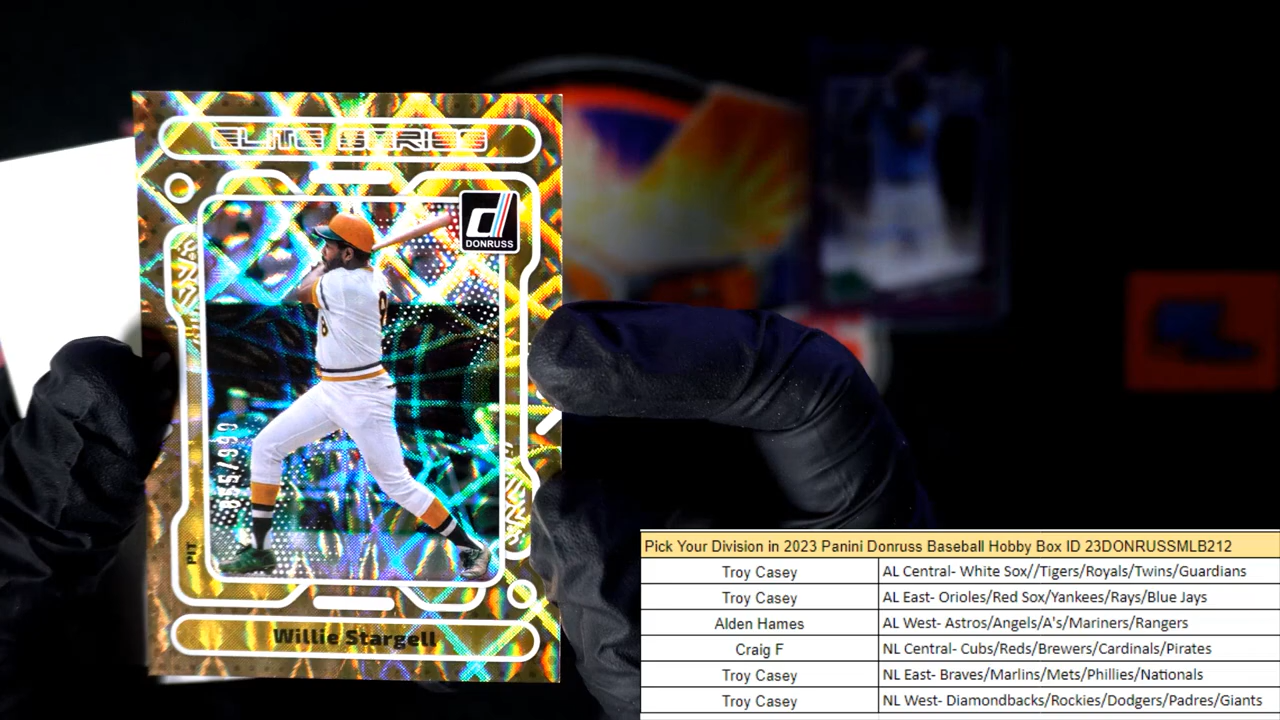 ELITE SERIES
DONRUSS
PIT
Willie Stargell
Pick Your Division in 2023 Panini Donruss Baseball Hobby Box ID 23DONRUSSMLB212
Troy Casey AL Central- White Sox//Tigers/Royals/Twins/Guardians
Troy Casey AL East- Orioles/Red Sox/Yankees/Rays/Blue Jays
Alden Hames AL West- Astros/Angels/A's/Mariners/Rangers
Craig F NL Central- Cubs/Reds/Brewers/Cardinals/Pirates
Troy Casey NL East- Braves/Marlins/Mets/Phillies/Nationals
Troy Casey NL West- Diamondbacks/Rockies/Dodgers/Padres/Giants